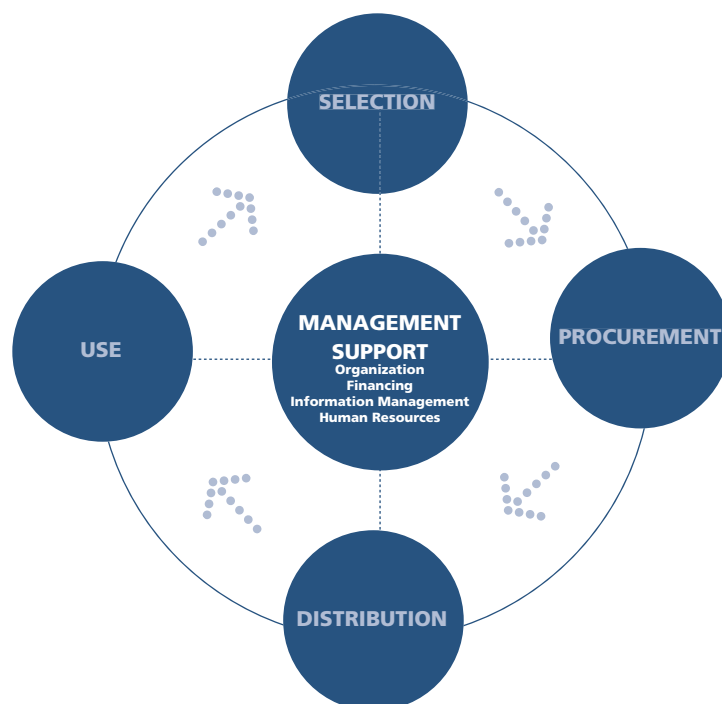 SELECTION
MANAGEMENT
SUPPORT
Organization
Financing
Information Management
Human Resources
USE
PROCUREMENT
DISTRIBUTION